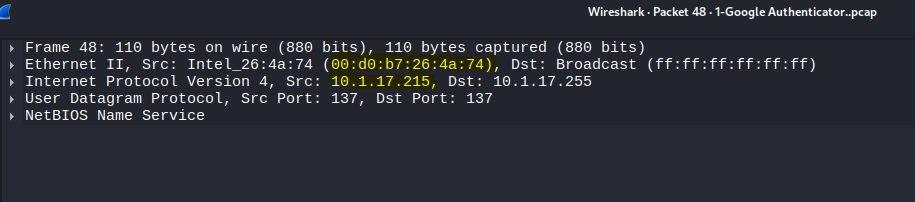 Wireshark · Packet 48 · 1-Google Authenticator..pcap
Frame 48: 110 bytes on wire (880 bits), 110 bytes captured (880 bits)
Ethernet II, Src: Intel_26:4a:74 (00:d0:b7:26:4a:74), Dst: Broadcast (ff:ff:ff:ff:ff:ff)
Internet Protocol Version 4, Src: 10.1.17.215, Dst: 10.1.17.255
User Datagram Protocol, Src Port: 137, Dst Port: 137
NetBIOS Name Service